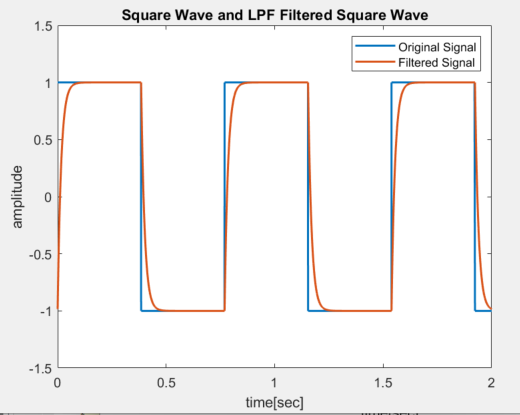 Square Wave and LPF Filtered Square Wave
1.5
Original Signal
Filtered Signal
1
0.5
amplitude
0
-0.5
-1
-1.5
0 0.5 1 1.5 2
time[sec]